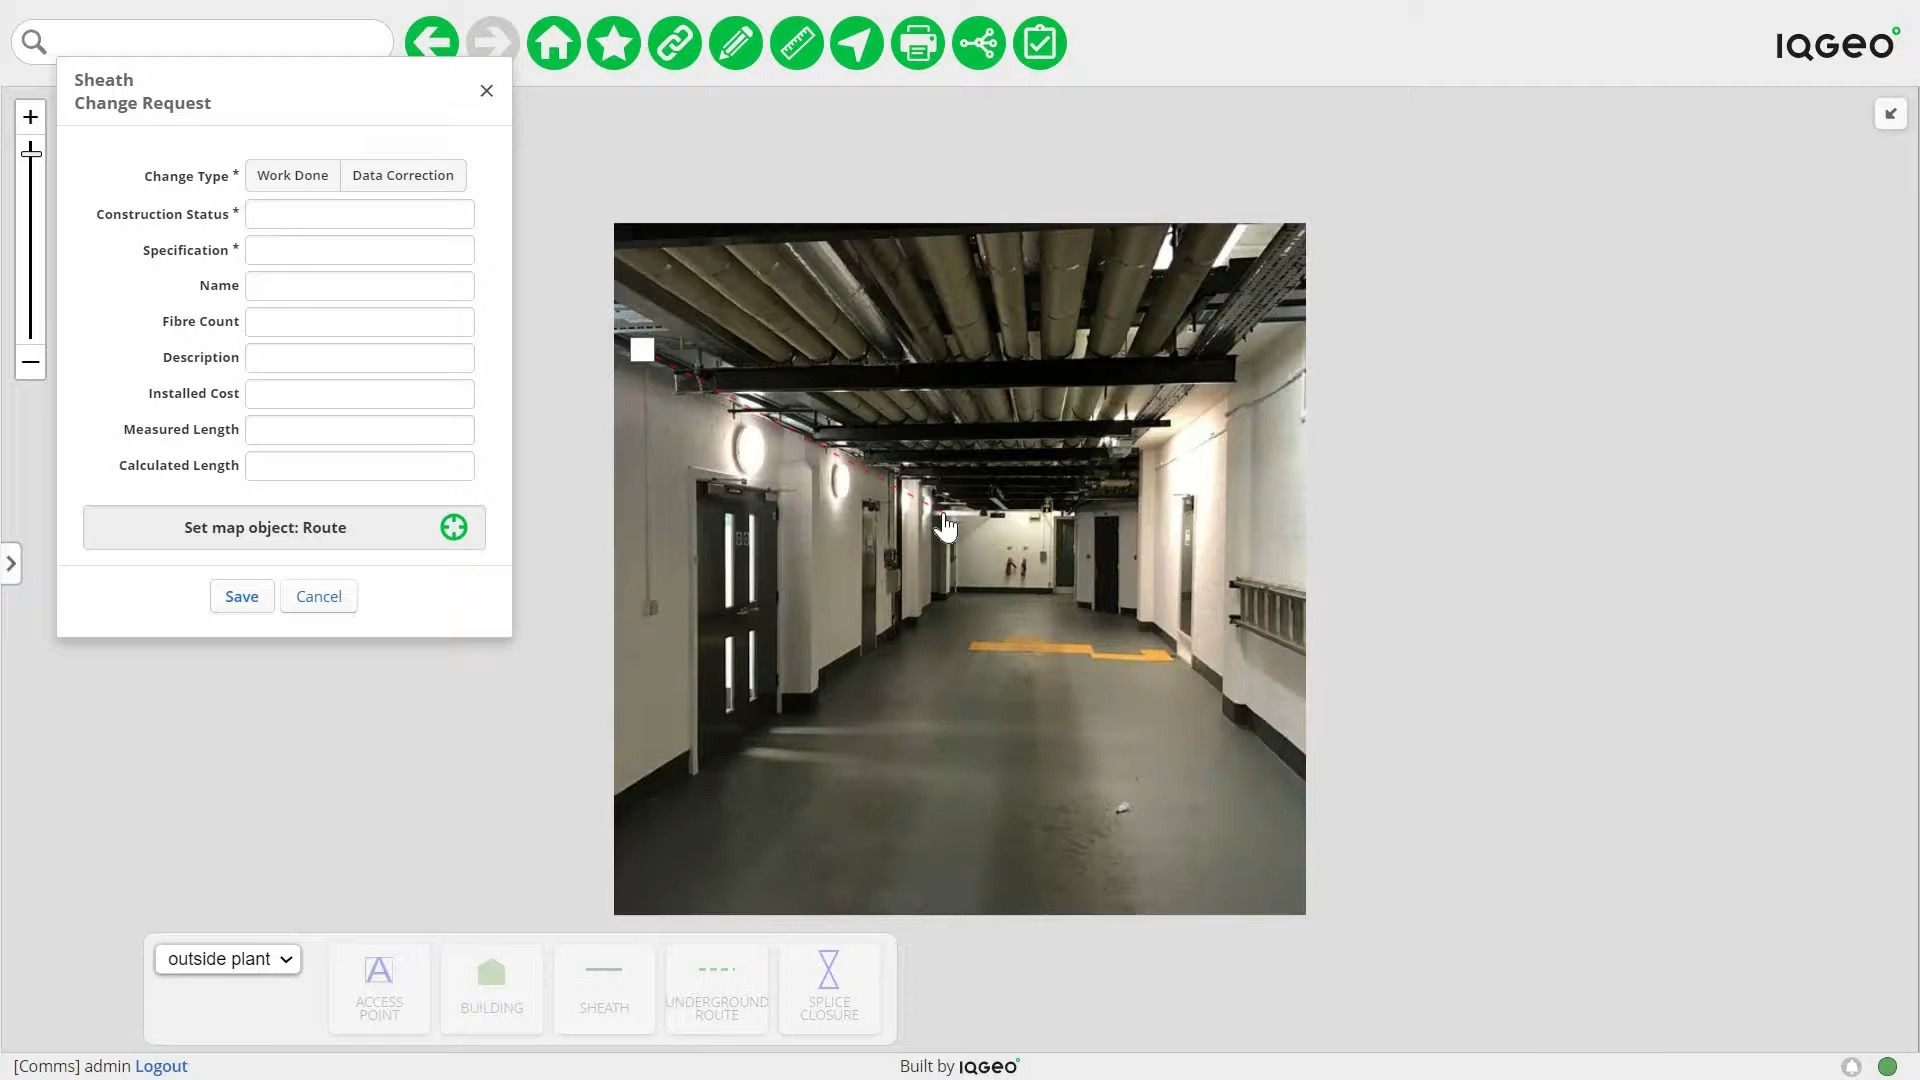 IQGEO
Sheath
Change Request
Change Type *
Work Done
Data Correction
Construction Status *
Specification *
Name
Fibre Count
Description
Installed Cost
Measured Length
Calculated Length
Set map object: Route
Save
Cancel
outside plant
A
ACCESS
POINT
BUILDING
SHEATH
UNDERGROUND
ROUTE
SPLICE
CLOSURE
[Comms] admin Logout
Built by IQGEO